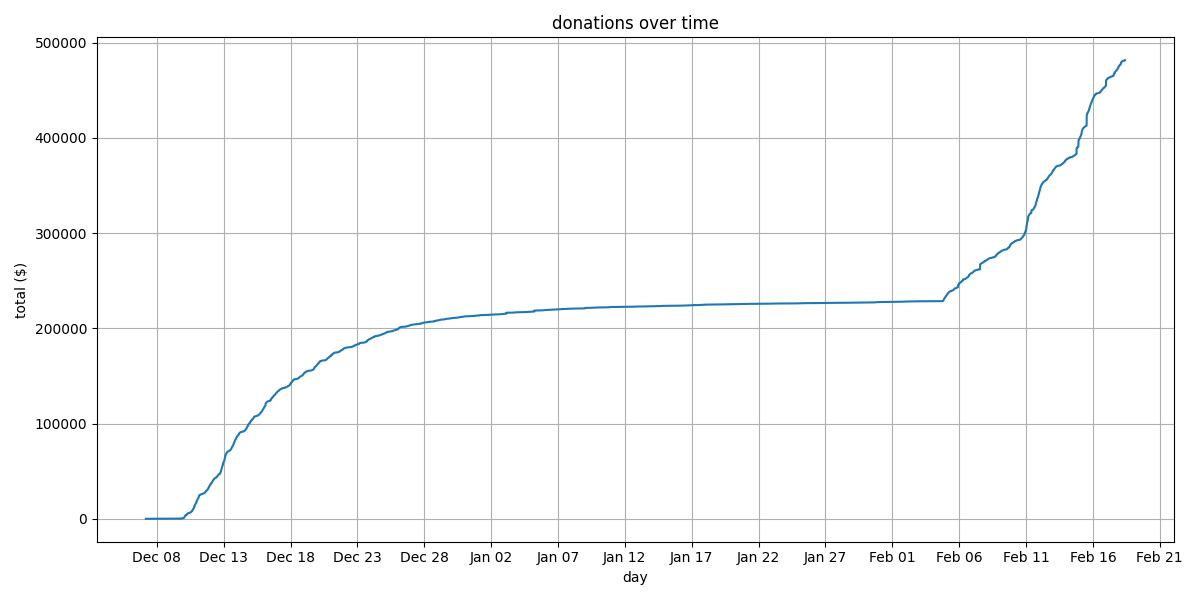 donations over time
500000
400000
300000
200000
100000
0
total ($)
Dec 08 Dec 13 Dec 18 Dec 23 Dec 28 Jan 02 Jan 07 Jan 12 Jan 17 Jan 22 Jan 27 Feb 01 Feb 06 Feb 11 Feb 16 Feb 21
day